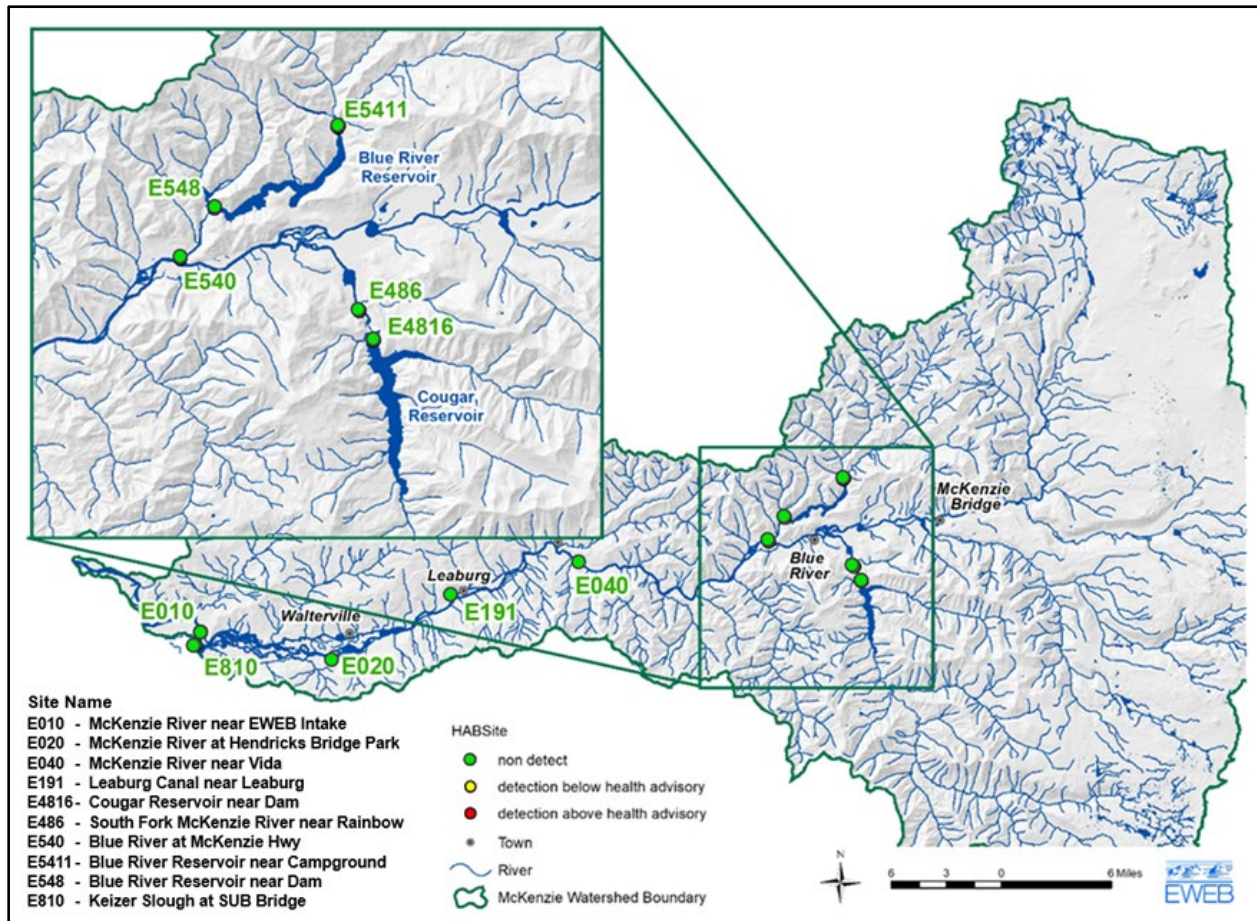 E5411
Blue River
Reservoir
E548
E540
E486
E4816
Cougar
Reservoir
McKenzie
Bridge
Blue
River
Leaburg
E040
E191
E010
Walterville
E810
E020
Site Name
E010 - McKenzie River near EWEB Intake
E020 - McKenzie River at Hendricks Bridge Park
E040 - McKenzie River near Vida
E191 - Leaburg Canal near Leaburg
E4816 - Cougar Reservoir near Dam
E486 - South Fork McKenzie River near Rainbow
E540 - Blue River at McKenzie Hwy
E5411 - Blue River Reservoir near Campground
E548 - Blue River Reservoir near Dam
E810 - Keizer Slough at SUB Bridge
HABSite
non detect
detection below health advisory
detection above health advisory
Town
River
McKenzie Watershed Boundary
N
6 3 0 6 Miles
EWEB